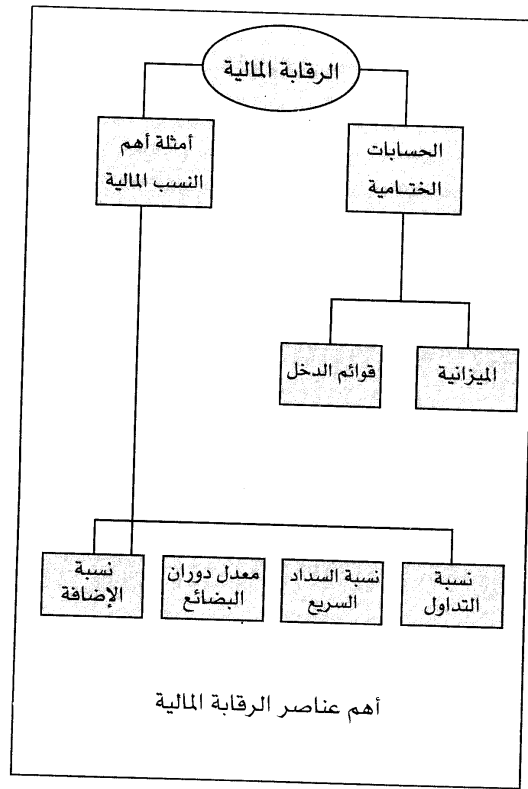 الرقابة المالية
الحسابات
الختـامية
أمثلة أهم
النسب المالية
الميزانية
قوائم الدخل
نسبة
التداول
نسبة السداد
السريع
معدل دوران
البضائع
نسبة
الإضافة
أهم عناصر الرقابة المالية